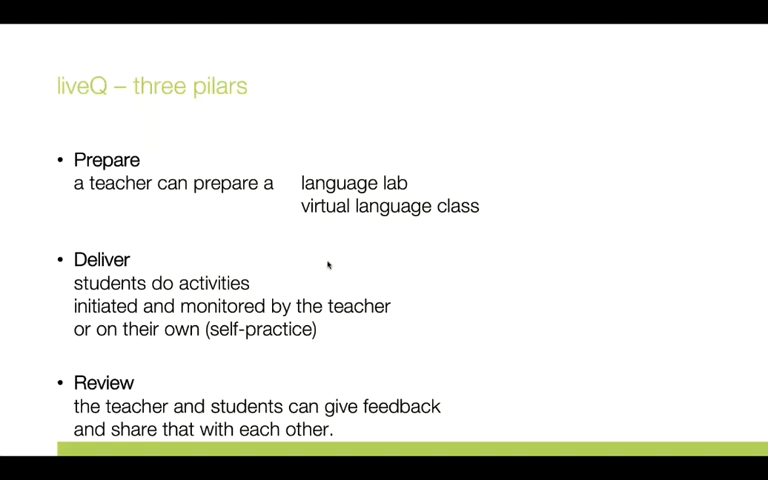 liveQ – three pilars
• Prepare
a teacher can prepare a language lab
virtual language class
• Deliver
students do activities
initiated and monitored by the teacher
or on their own (self-practice)
• Review
the teacher and students can give feedback
and share that with each other.